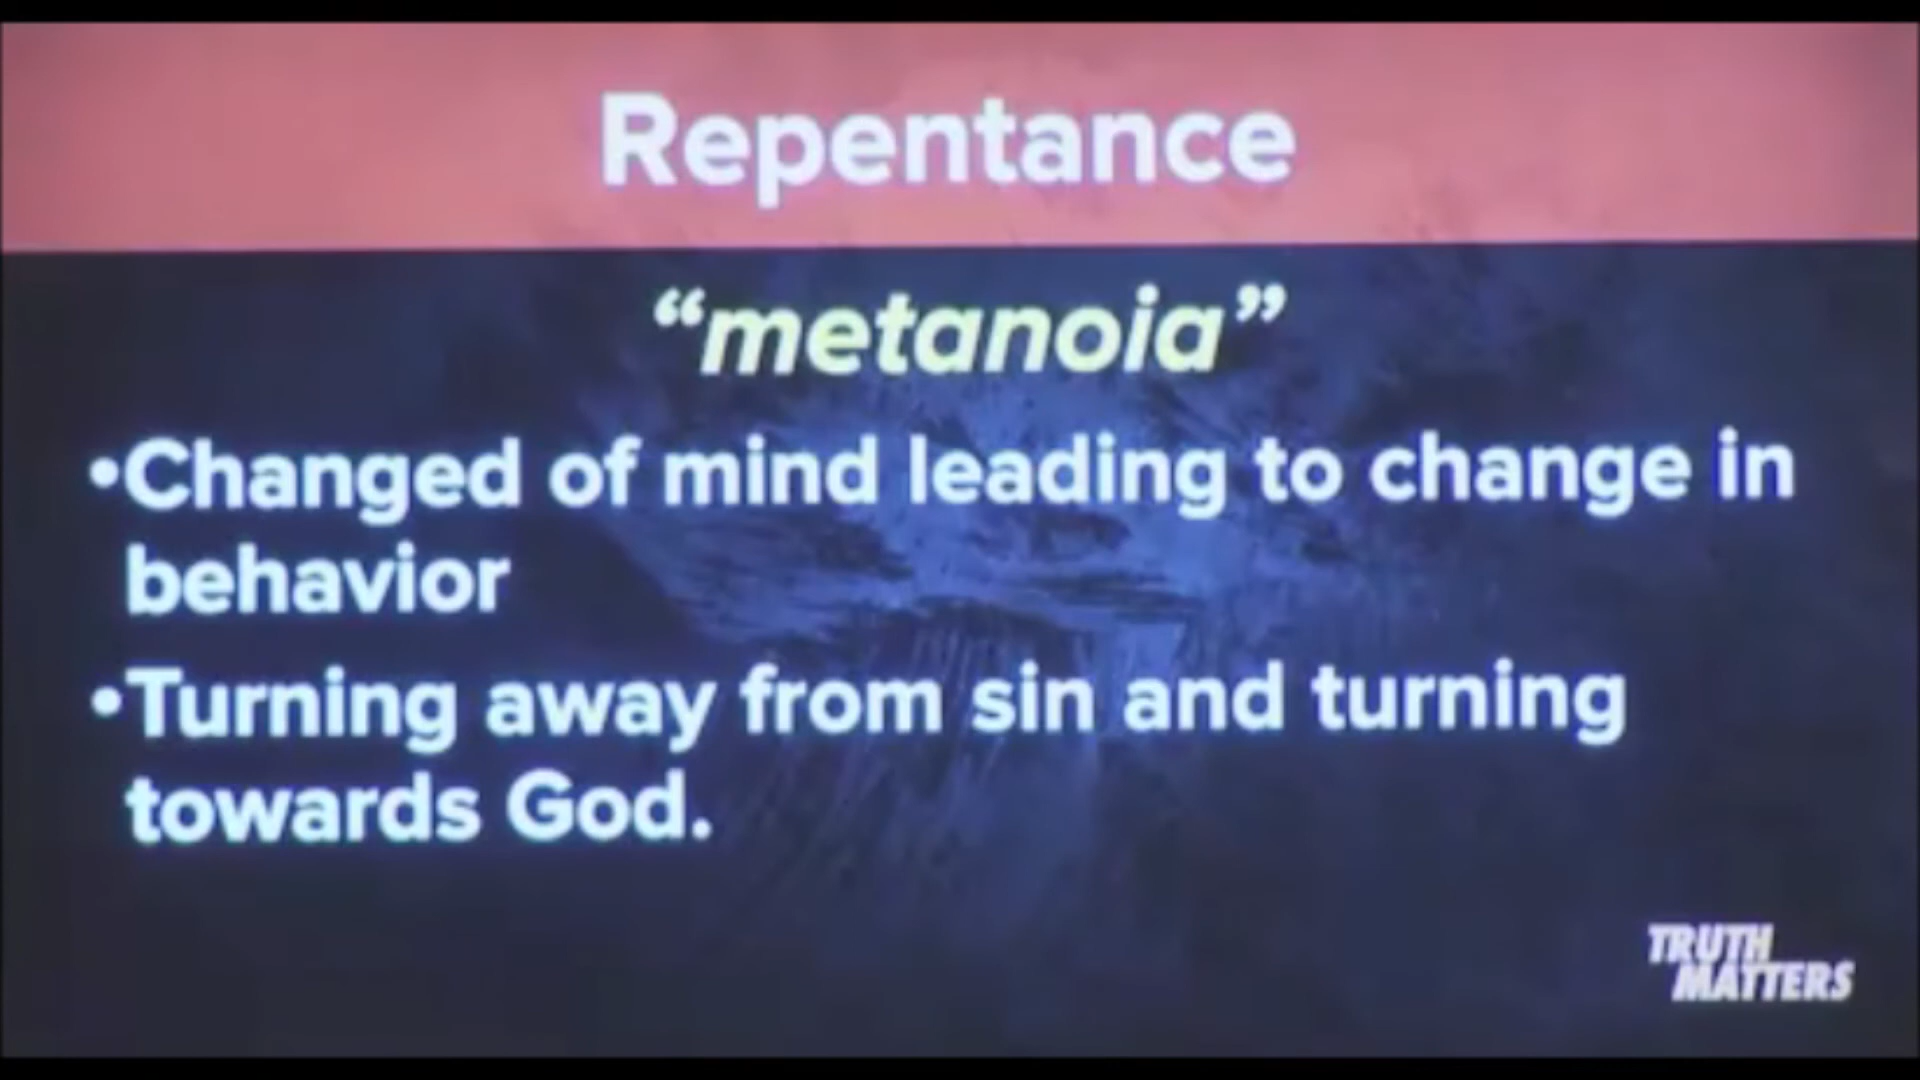 Repentance
“metanoia”
•Changed of mind leading to change in
behavior
•Turning away from sin and turning
towards God.
TRUTH
MATTERS